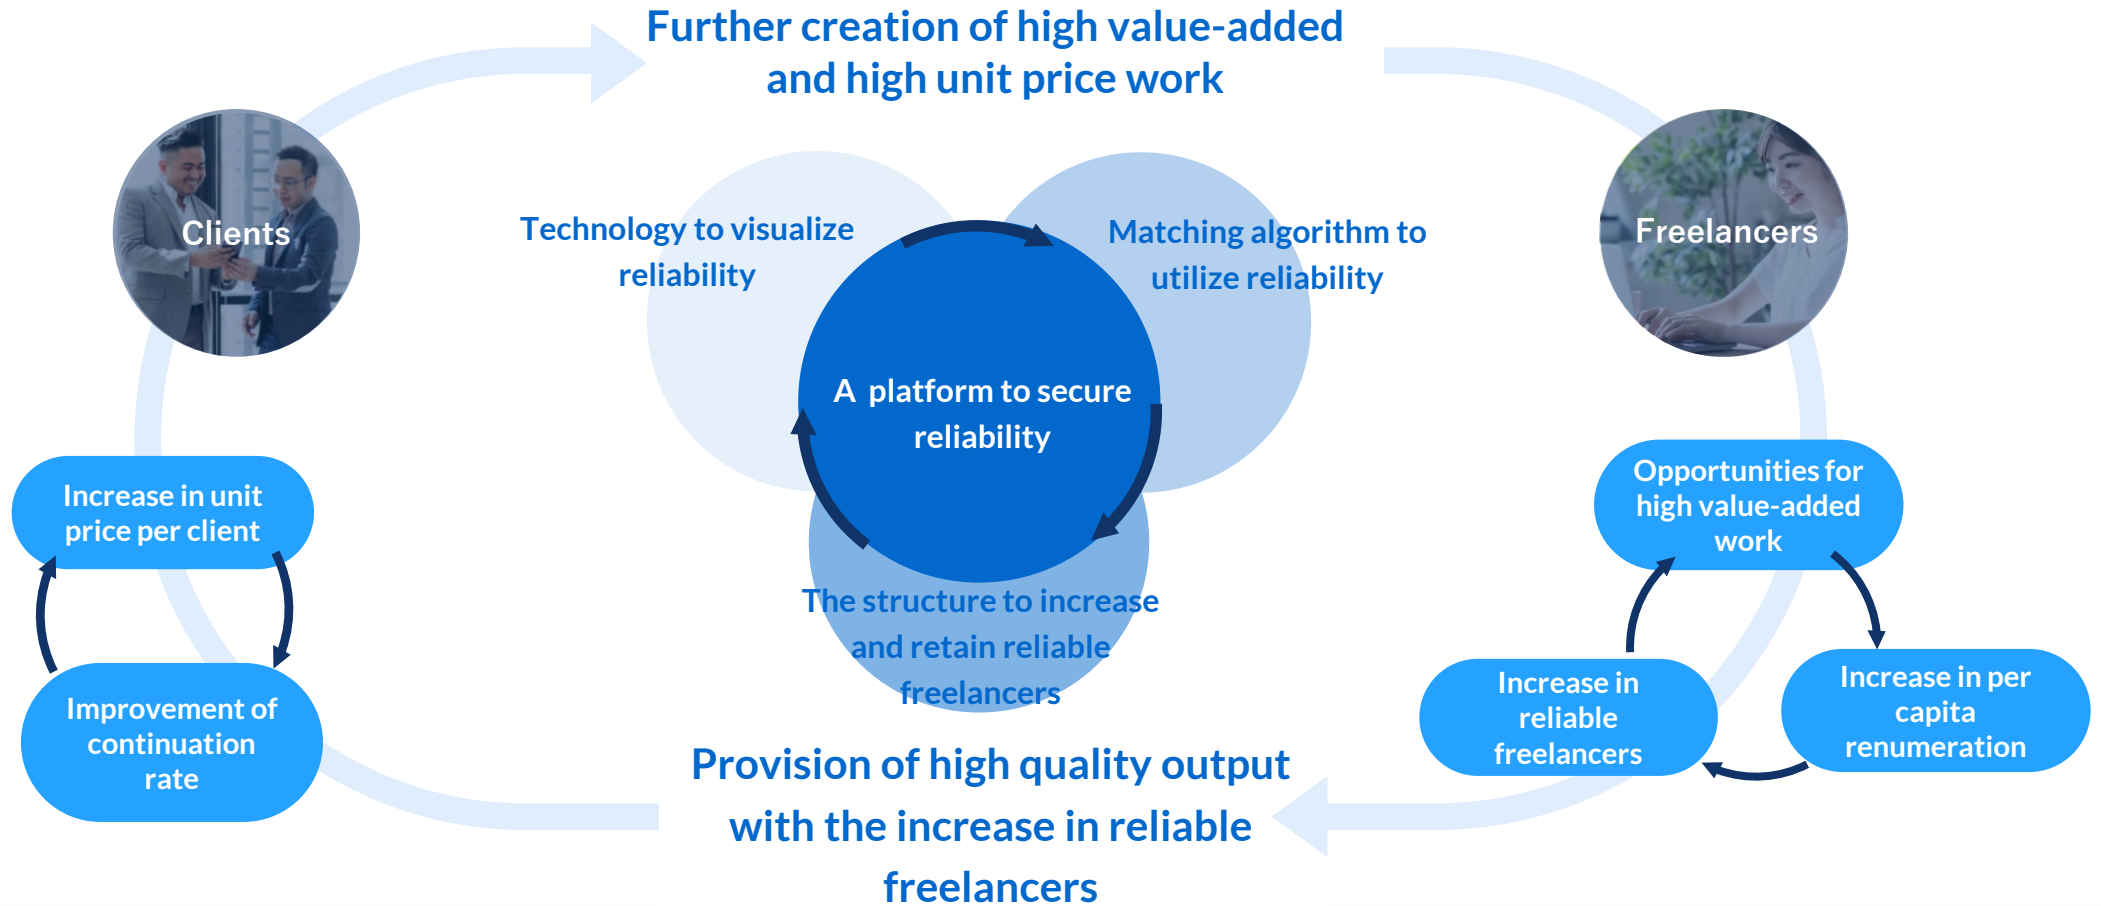 Further creation of high value-added
and high unit price work
Clients
Freelancers
Technology to visualize
reliability
Matching algorithm to
utilize reliability
A platform to secure
reliability
The structure to increase
and retain reliable
freelancers
Increase in unit
price per client
Improvement of
continuation
rate
Opportunities for
high value-added
work
Increase in per
capita
renumeration
Increase in
reliable
freelancers
Provision of high quality output
with the increase in reliable
freelancers